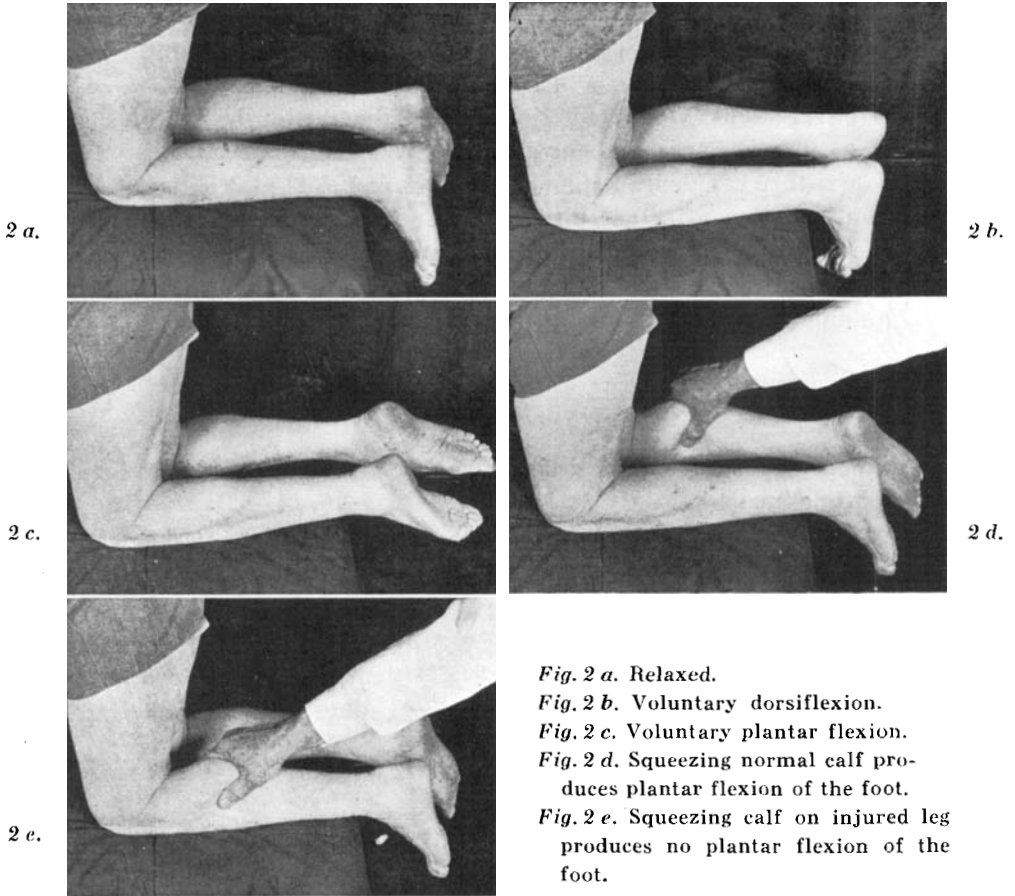 2 a.
2 b.
2 c.
2 d.
2 e.
Fig. 2 a. Relaxed.
Fig. 2 b. Voluntary dorsiflexion.
Fig. 2 c. Voluntary plantar flexion.
Fig. 2 d. Squeezing normal calf pro-
duces plantar flexion of the foot.
Fig. 2 e. Squeezing calf on injured leg
produces no plantar flexion of the
foot.